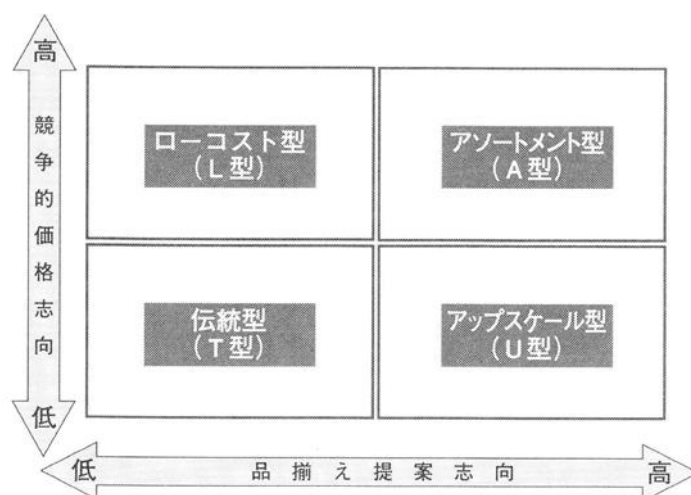 高
競争的価格志向
低
ローコスト型
(L型)
アソートメント型
(A型)
伝統型
(T型)
アップスケール型
(U型)
低
品揃え提案志向
高